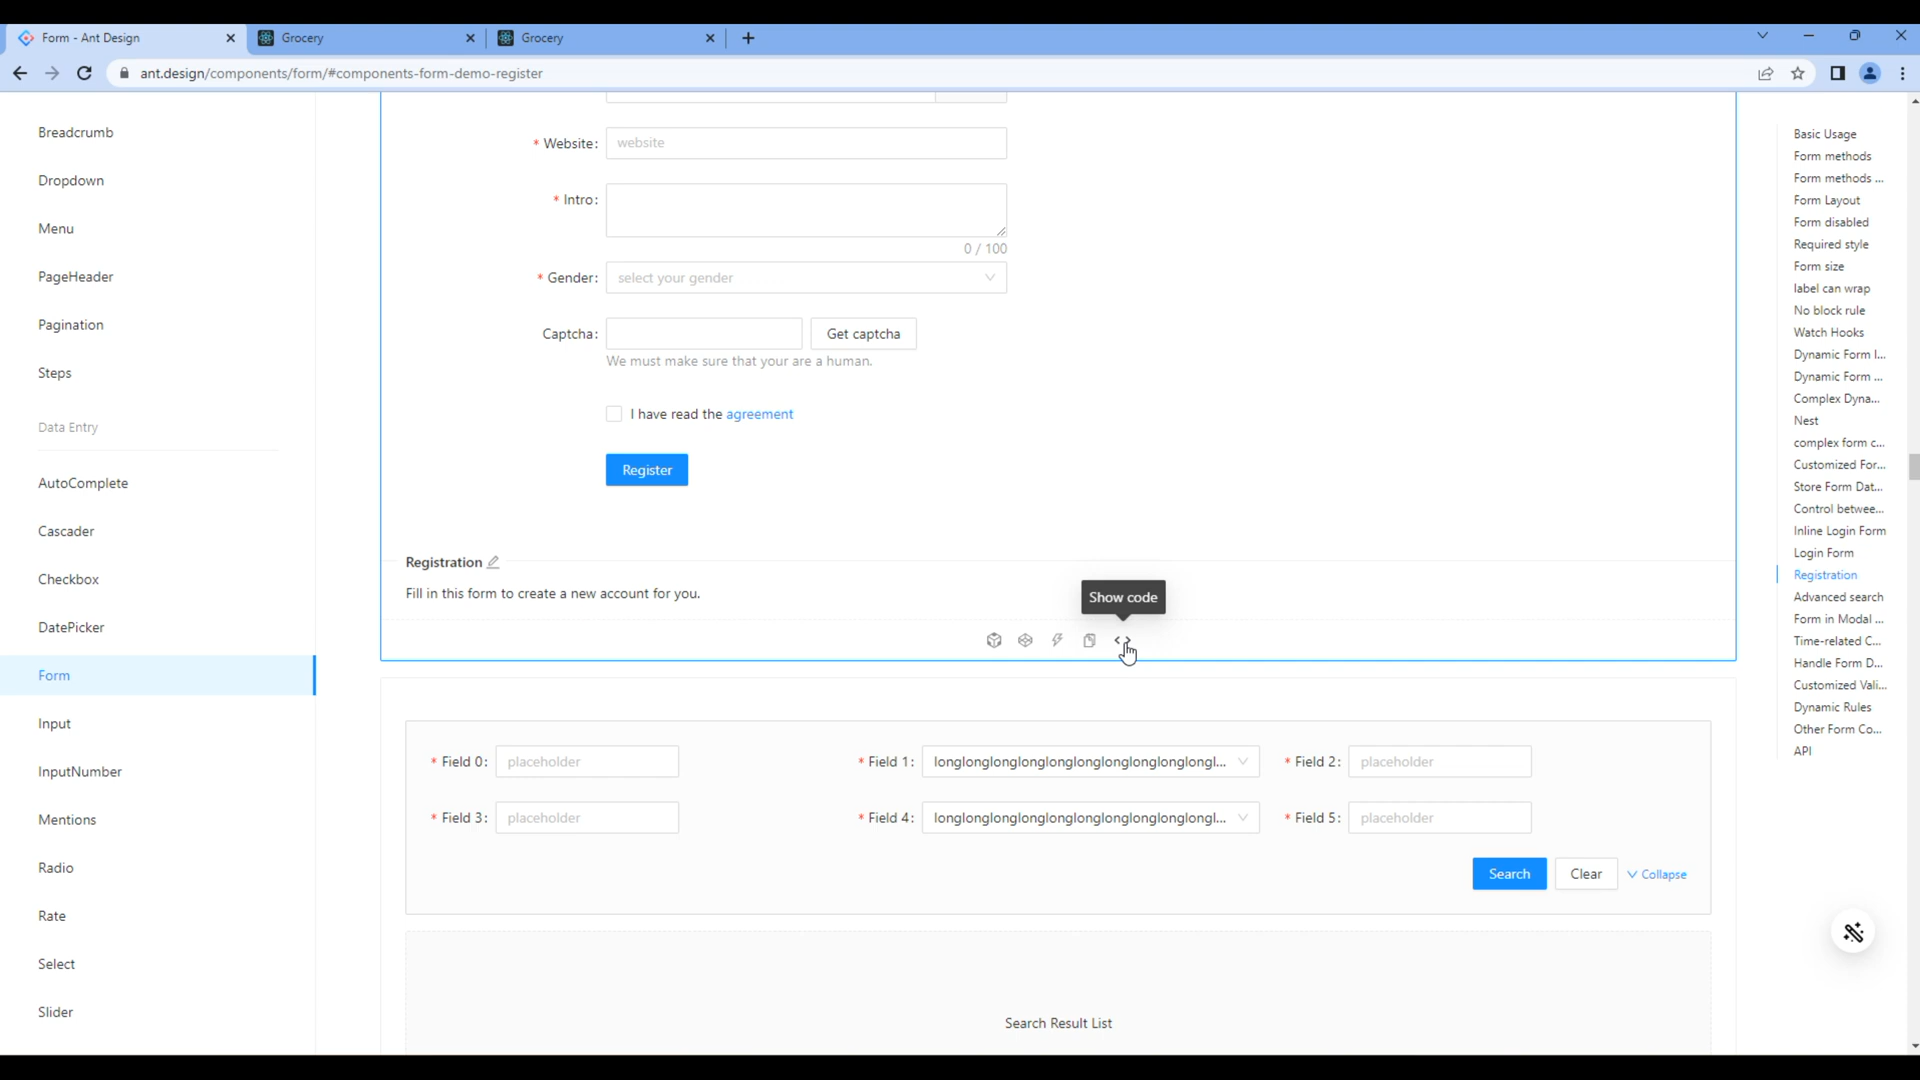 Form - Ant Design
Grocery
Grocery
ant.design/components/form/#components-form-demo-register
Breadcrumb
Dropdown
Menu
PageHeader
Pagination
Steps
Data Entry
AutoComplete
Cascader
Checkbox
DatePicker
Form
Input
InputNumber
Mentions
Radio
Rate
Select
Slider
* Website: website
* Intro:
0 / 100
* Gender: select your gender
Captcha: Get captcha
We must make sure that your are a human.
I have read the agreement
Register
Registration
Fill in this form to create a new account for you.
Show code
* Field 0: placeholder * Field 1: longlonglonglonglonglonglonglonglonglongl... * Field 2: placeholder
* Field 3: placeholder * Field 4: longlonglonglonglonglonglonglonglonglongl... * Field 5: placeholder
Search Clear Collapse
Search Result List
Basic Usage
Form methods
Form methods ...
Form Layout
Form disabled
Required style
Form size
label can wrap
No block rule
Watch Hooks
Dynamic Form I...
Dynamic Form ...
Complex Dyna...
Nest
complex form c...
Customized For...
Store Form Dat...
Control betwee...
Inline Login Form
Login Form
Registration
Advanced search
Form in Modal ...
Time-related C...
Handle Form D...
Customized Vali...
Dynamic Rules
Other Form Co...
API